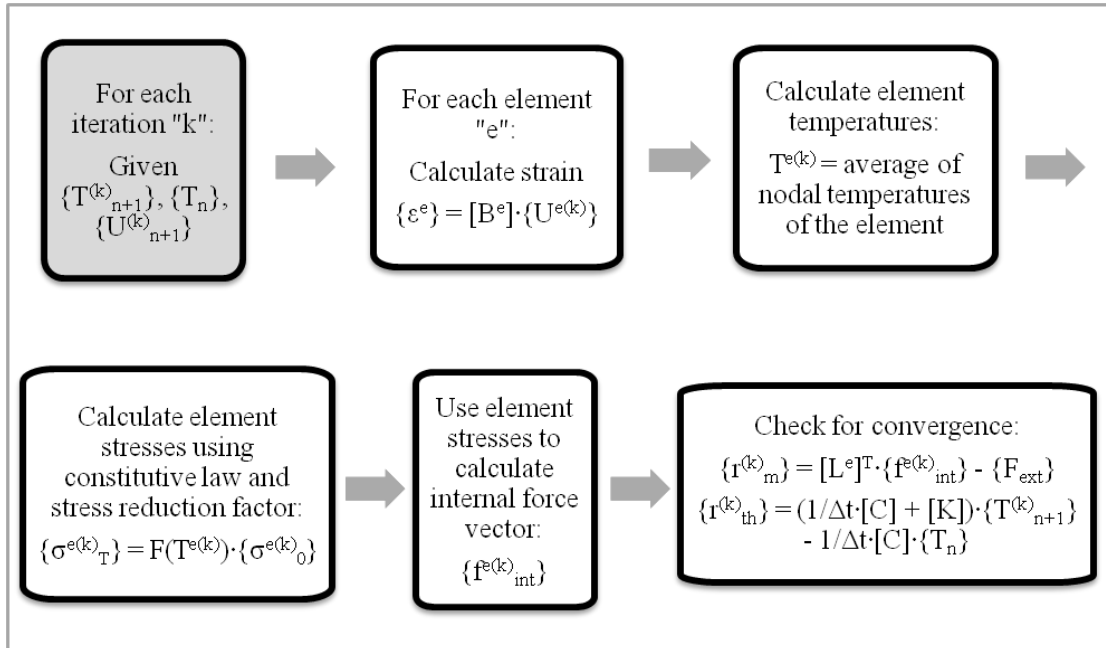 For each
iteration "k":
Given
{T⁽ᵏ⁾ₙ₊₁}, {Tₙ},
{U⁽ᵏ⁾ₙ₊₁}
For each element
"e":
Calculate strain
{εᵉ} = [Bᵉ]·{Uᵉ⁽ᵏ⁾}
Calculate element
temperatures:
Tᵉ⁽ᵏ⁾ = average of
nodal temperatures
of the element
Calculate element
stresses using
constitutive law and
stress reduction factor:
{σᵉ⁽ᵏ⁾_T} = F(Tᵉ⁽ᵏ⁾)·{σᵉ⁽ᵏ⁾₀}
Use element
stresses to
calculate
internal force
vector:
{fᵉ⁽ᵏ⁾ᵢₙₜ}
Check for convergence:
{r⁽ᵏ⁾ₘ} = [Lᵉ]ᵀ·{fᵉ⁽ᵏ⁾ᵢₙₜ} - {Fₑₓₜ}
{r⁽ᵏ⁾ₜₕ} = (1/Δt·[C] + [K])·{T⁽ᵏ⁾ₙ₊₁}
- 1/Δt·[C]·{Tₙ}